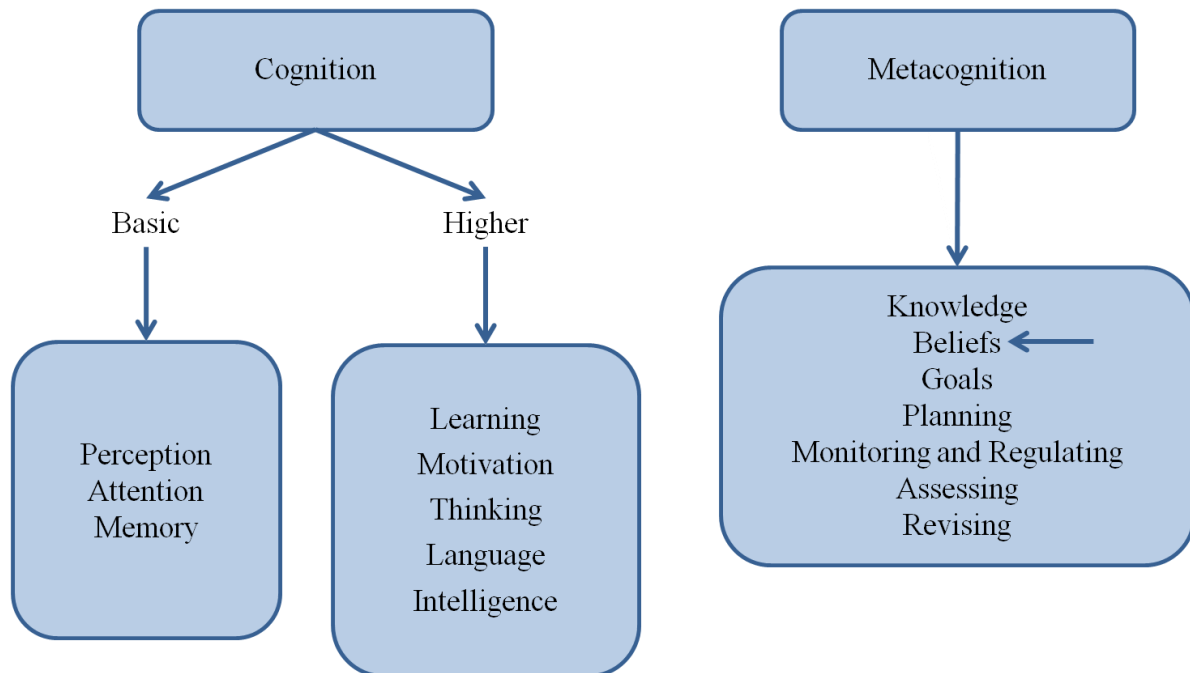 Cognition
Metacognition
Basic
Higher
Perception
Attention
Memory
Learning
Motivation
Thinking
Language
Intelligence
Knowledge
Beliefs
Goals
Planning
Monitoring and Regulating
Assessing
Revising